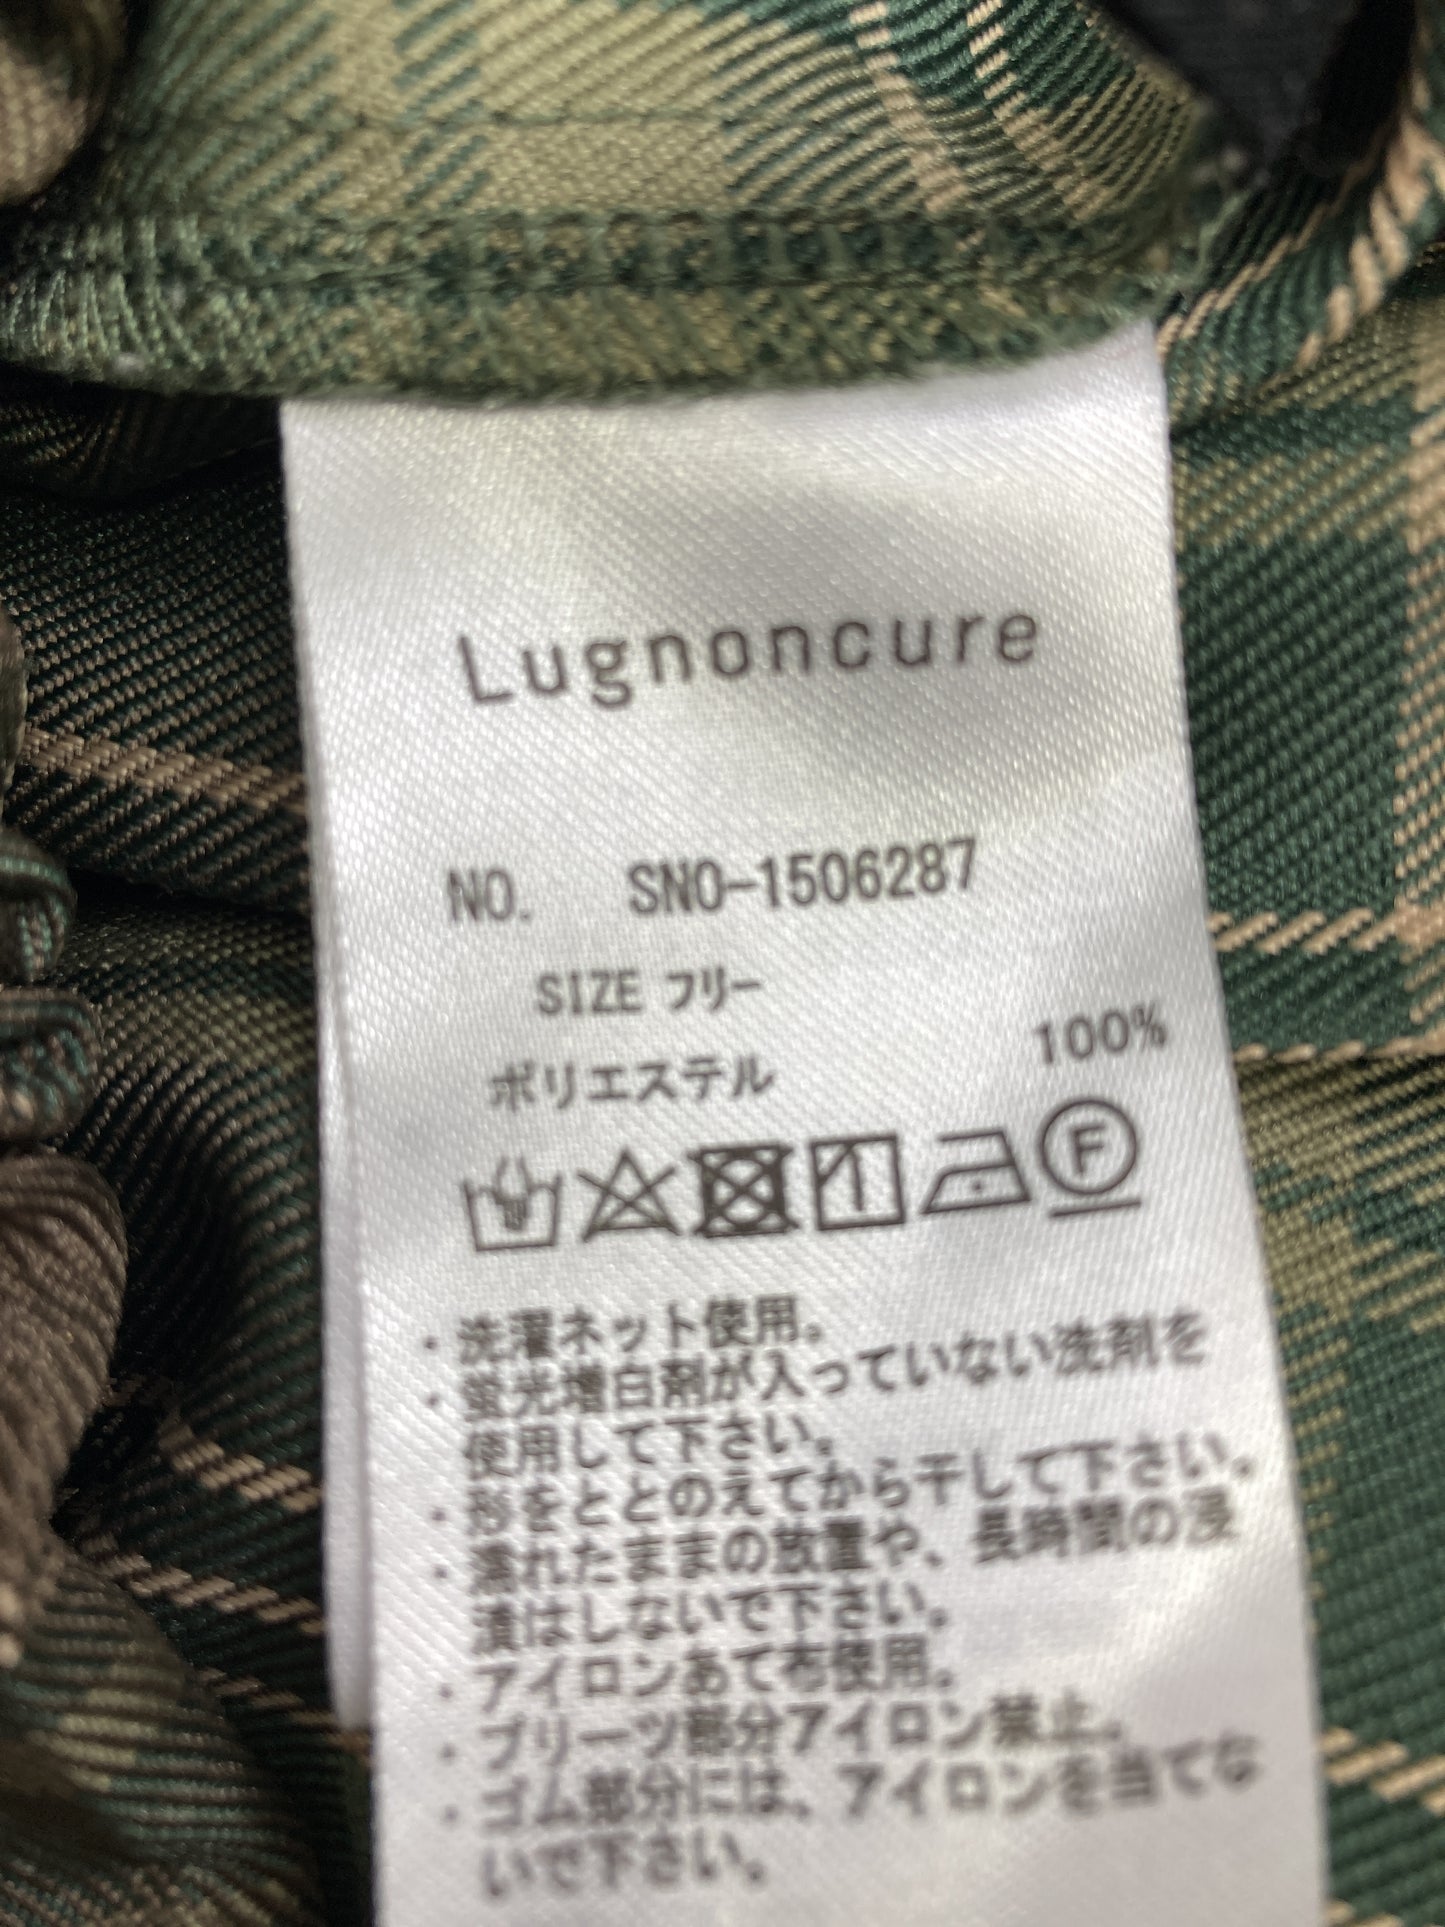 Lugnoncure
NO. SNO-1506287
SIZE フリー
ポリエステル 100%
F
・洗濯ネット使用。
・蛍光増白剤が入っていない洗剤を
使用して下さい。
・形をととのえてから干して下さい。
・濡れたままの放置や、長時間の浸
漬はしないで下さい。
・アイロンあて布使用。
・プリーツ部分アイロン禁止。
・ゴム部分には、アイロンを当てな
いで下さい。